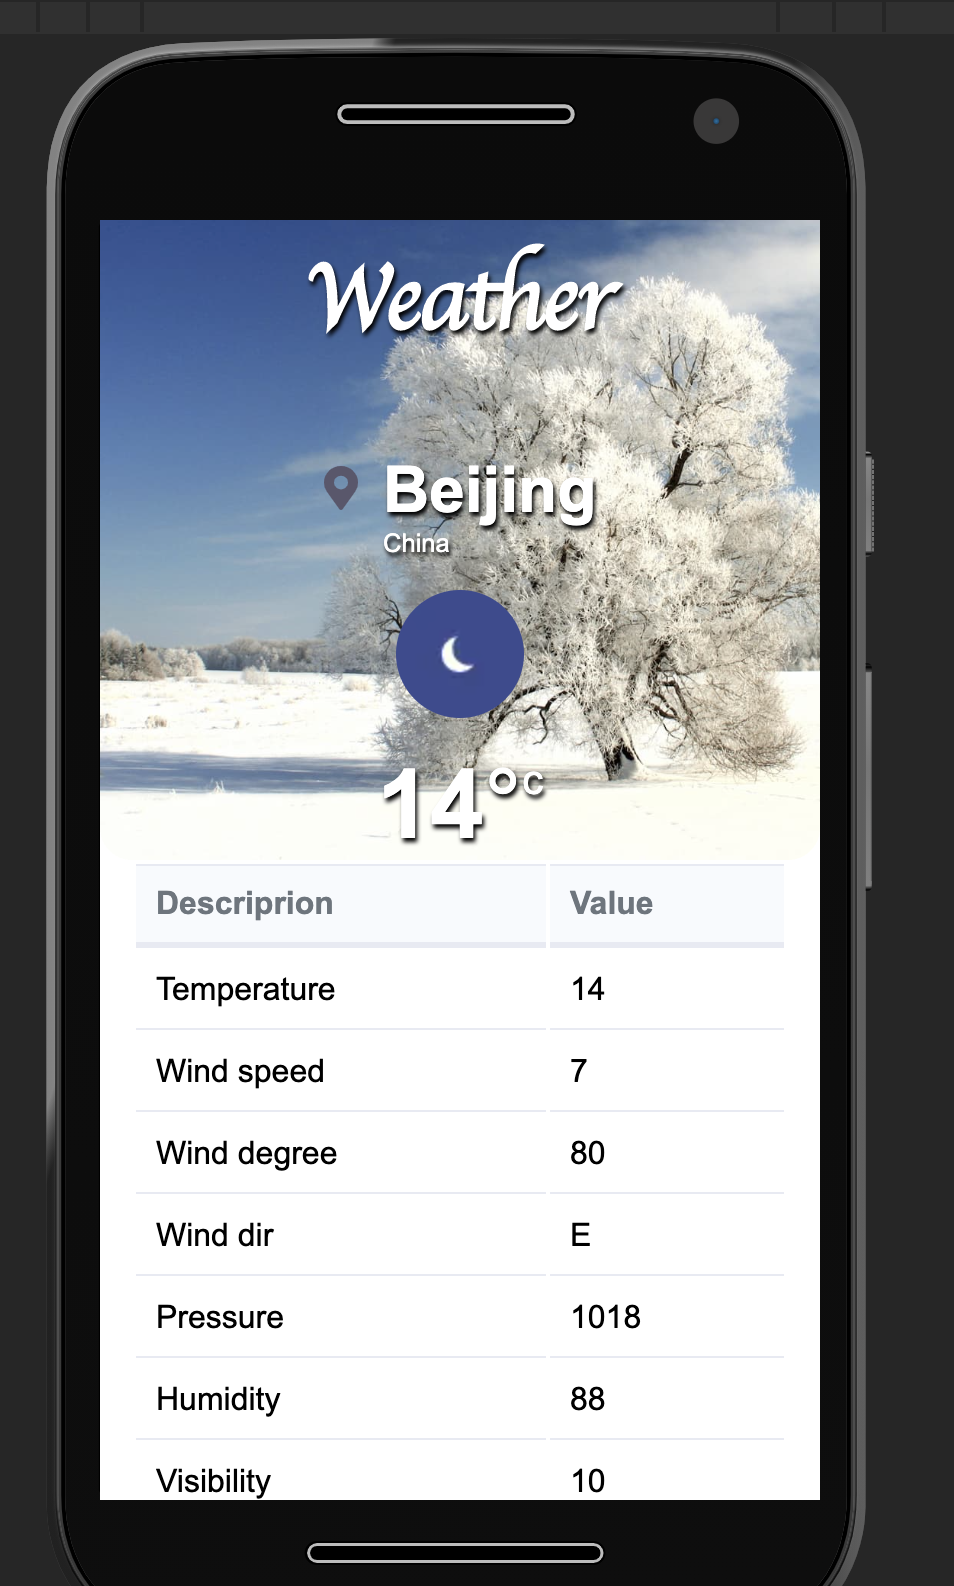 Weather
Beijing
China
14°C
Descriprion Value
Temperature 14
Wind speed 7
Wind degree 80
Wind dir E
Pressure 1018
Humidity 88
Visibility 10